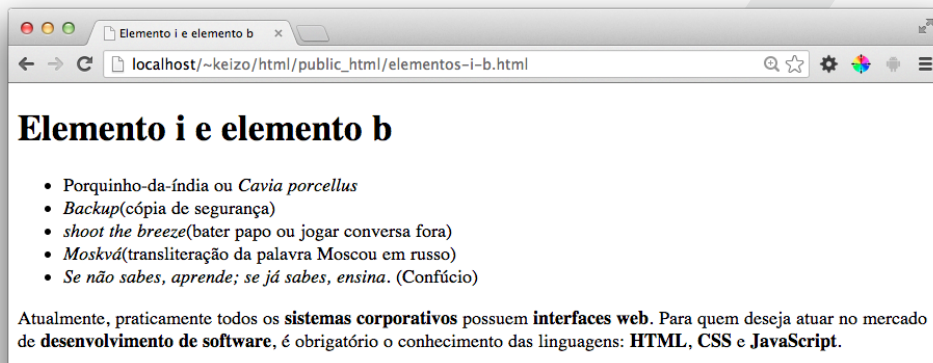 Elemento i e elemento b
localhost/~keizo/html/public_html/elementos-i-b.html
Elemento i e elemento b
• Porquinho-da-índia ou Cavia porcellus
• Backup(cópia de segurança)
• shoot the breeze(bater papo ou jogar conversa fora)
• Moskvá(transliteração da palavra Moscou em russo)
• Se não sabes, aprende; se já sabes, ensina. (Confúcio)
Atualmente, praticamente todos os sistemas corporativos possuem interfaces web. Para quem deseja atuar no mercado
de desenvolvimento de software, é obrigatório o conhecimento das linguagens: HTML, CSS e JavaScript.